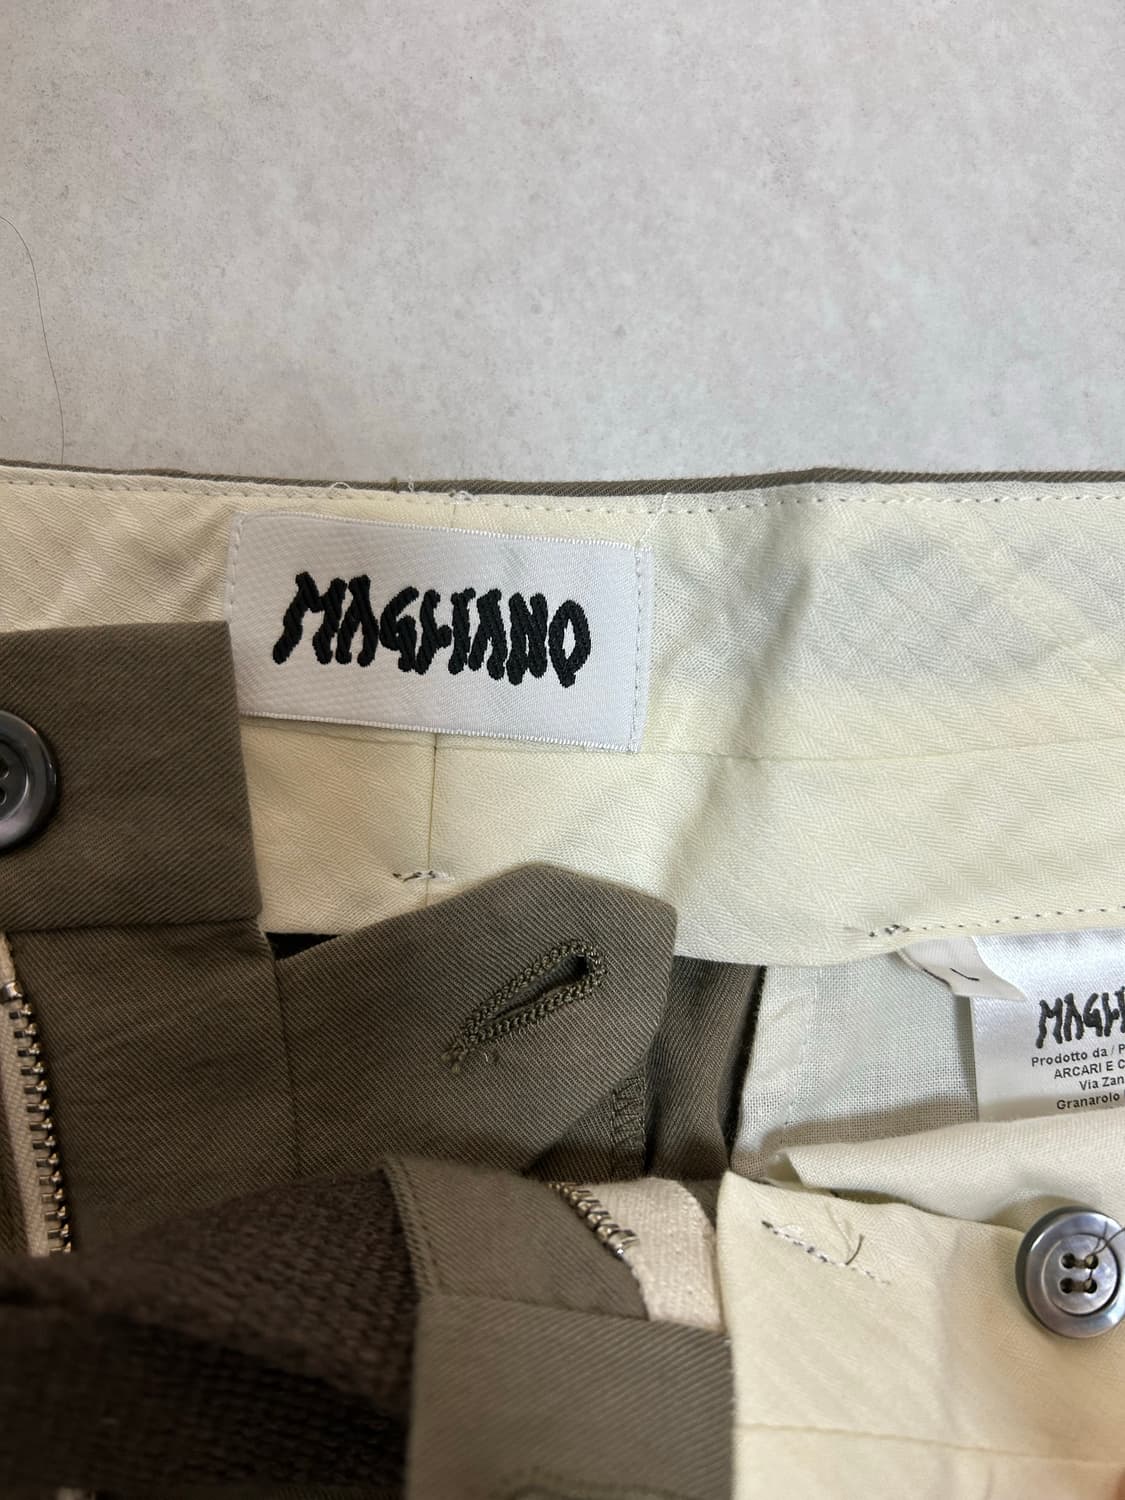 MAGLIANO
L
MAGLI
Prodotto da / P
ARCARI E C
Via Zan
Granarolo